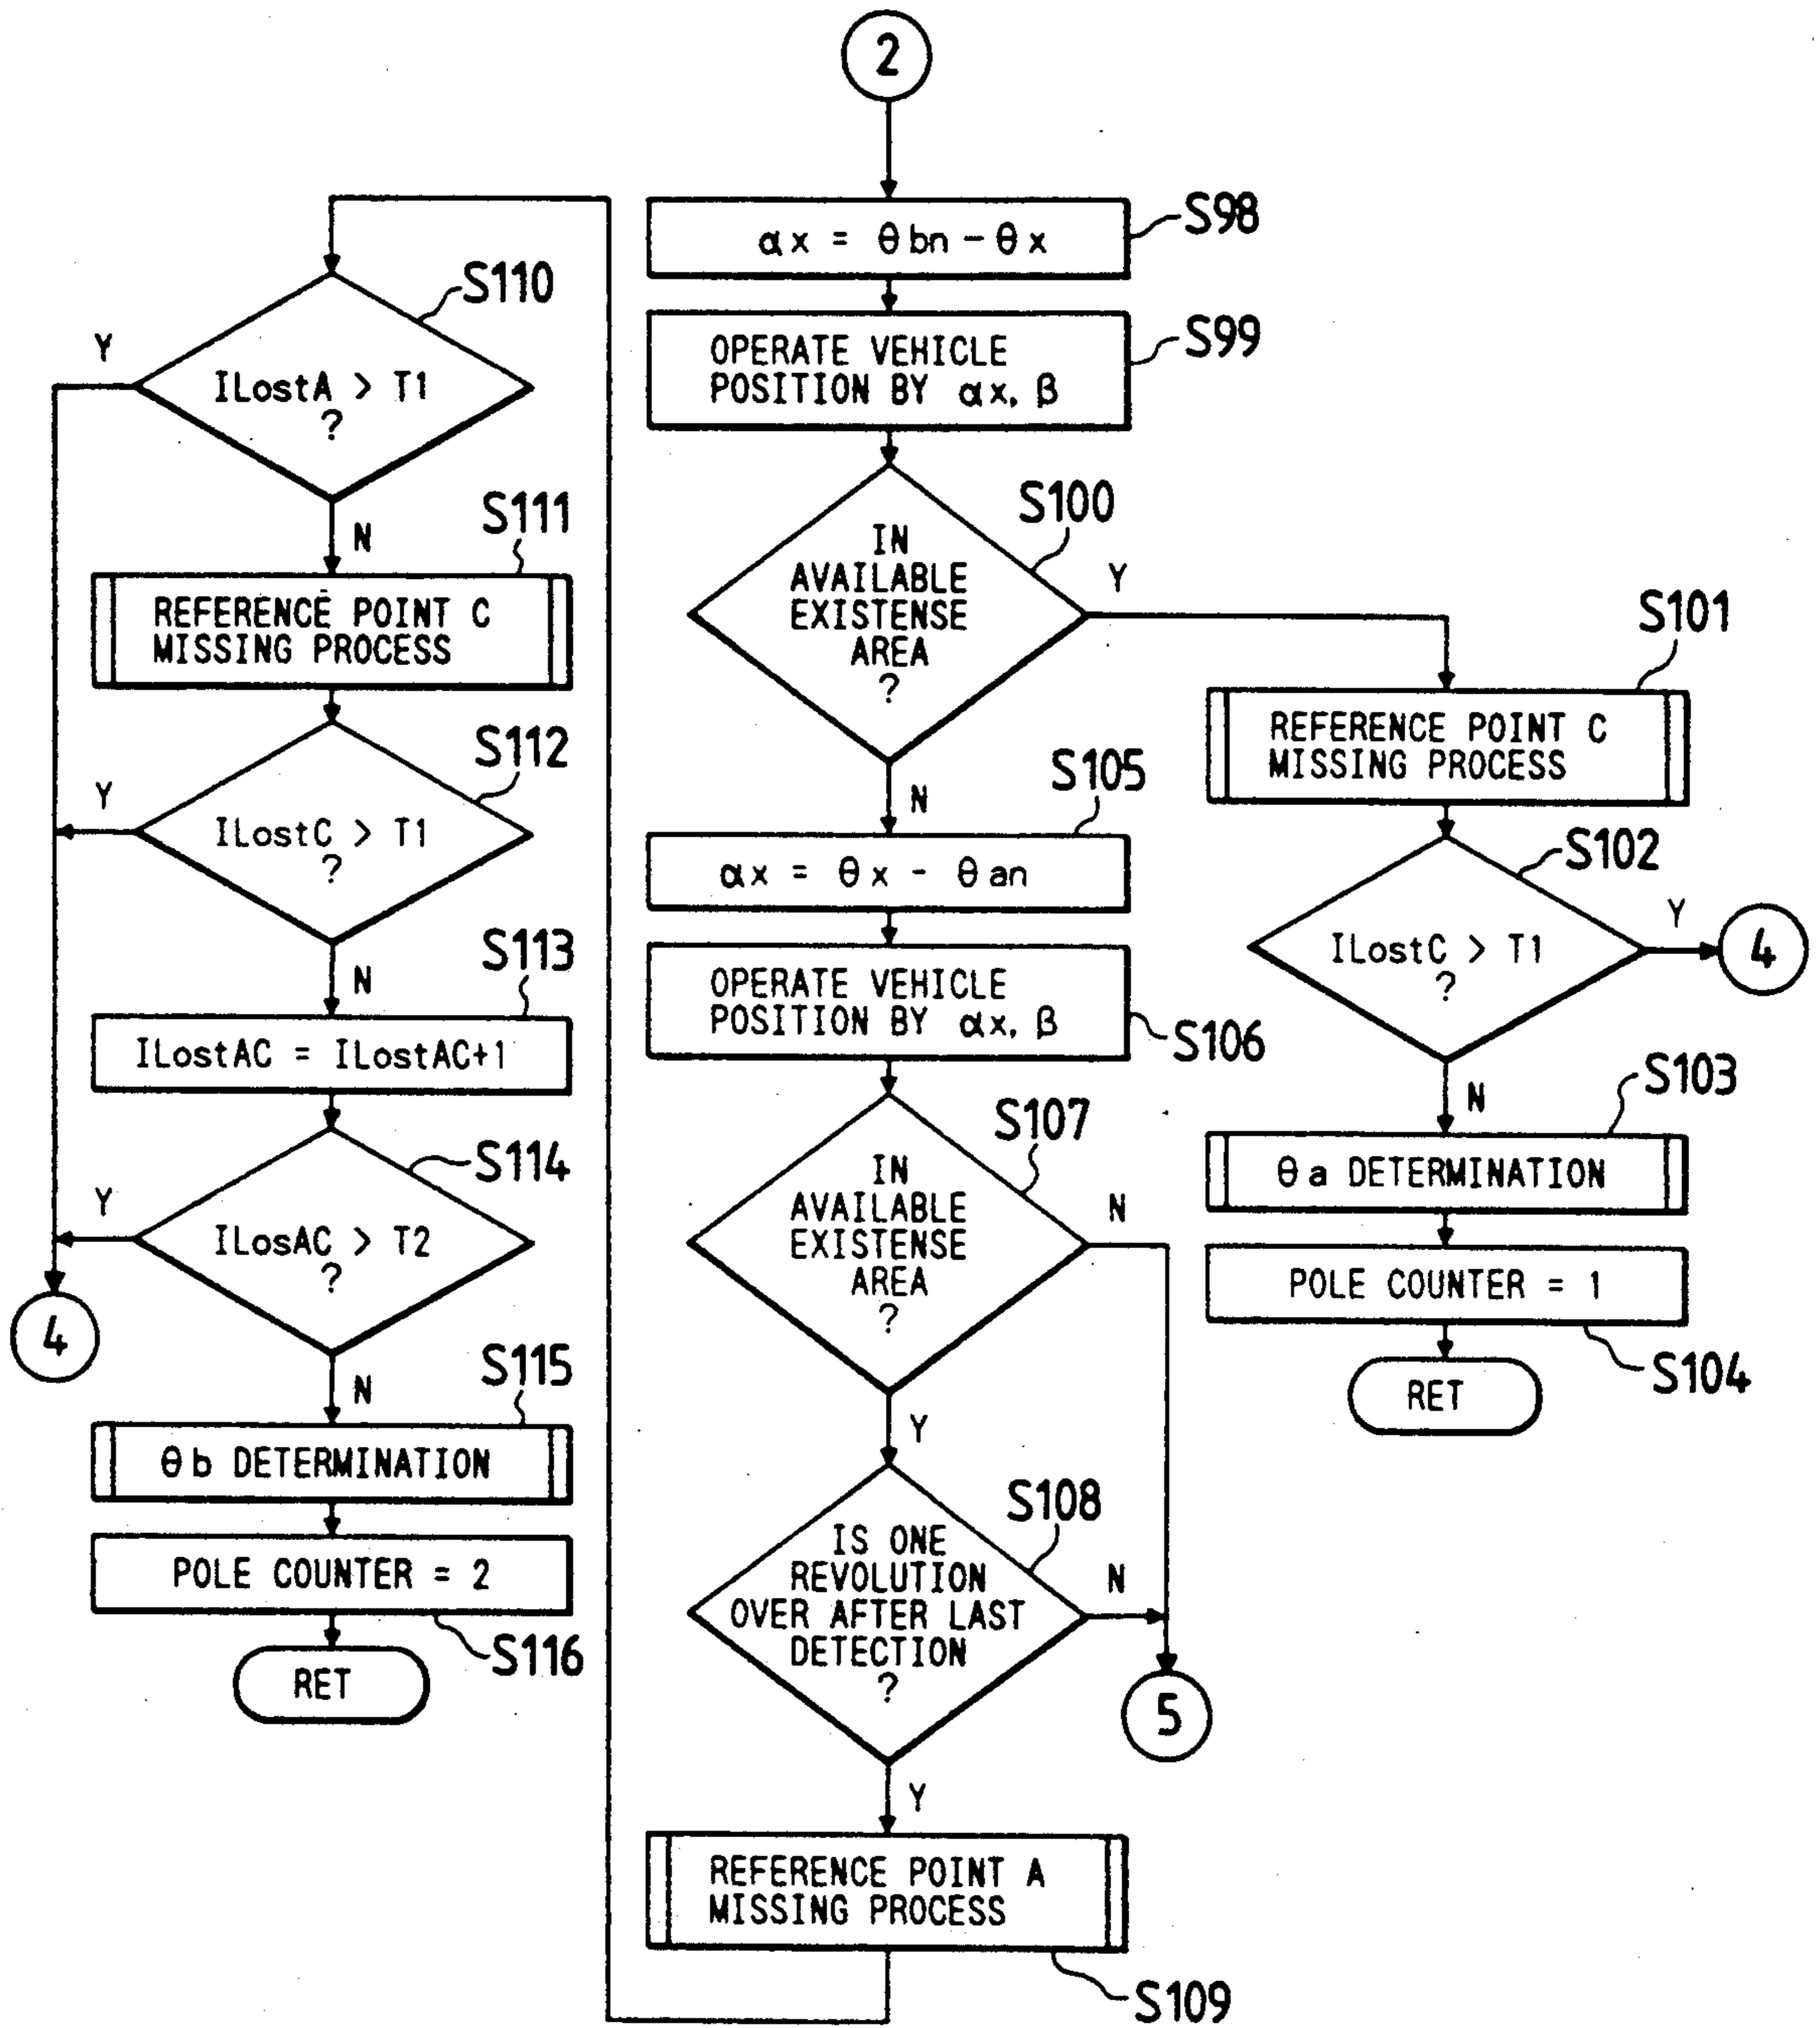 2
αx = θbn - θx
S98
OPERATE VEHICLE
POSITION BY αx, β
S99
IN
AVAILABLE
EXISTENSE
AREA
?
S100
Y
N
REFERENCE POINT C
MISSING PROCESS
S101
ILostC > T1
?
S102
Y
4
N
θa DETERMINATION
S103
POLE COUNTER = 1
S104
RET
αx = θx - θan
S105
OPERATE VEHICLE
POSITION BY αx, β
S106
IN
AVAILABLE
EXISTENSE
AREA
?
S107
N
Y
IS ONE
REVOLUTION
OVER AFTER LAST
DETECTION
?
S108
N
5
Y
REFERENCE POINT A
MISSING PROCESS
S109
ILostA > T1
?
S110
Y
N
REFERENCE POINT C
MISSING PROCESS
S111
ILostC > T1
?
S112
Y
N
ILostAC = ILostAC+1
S113
ILosAC > T2
?
S114
Y
4
N
θb DETERMINATION
S115
POLE COUNTER = 2
S116
RET